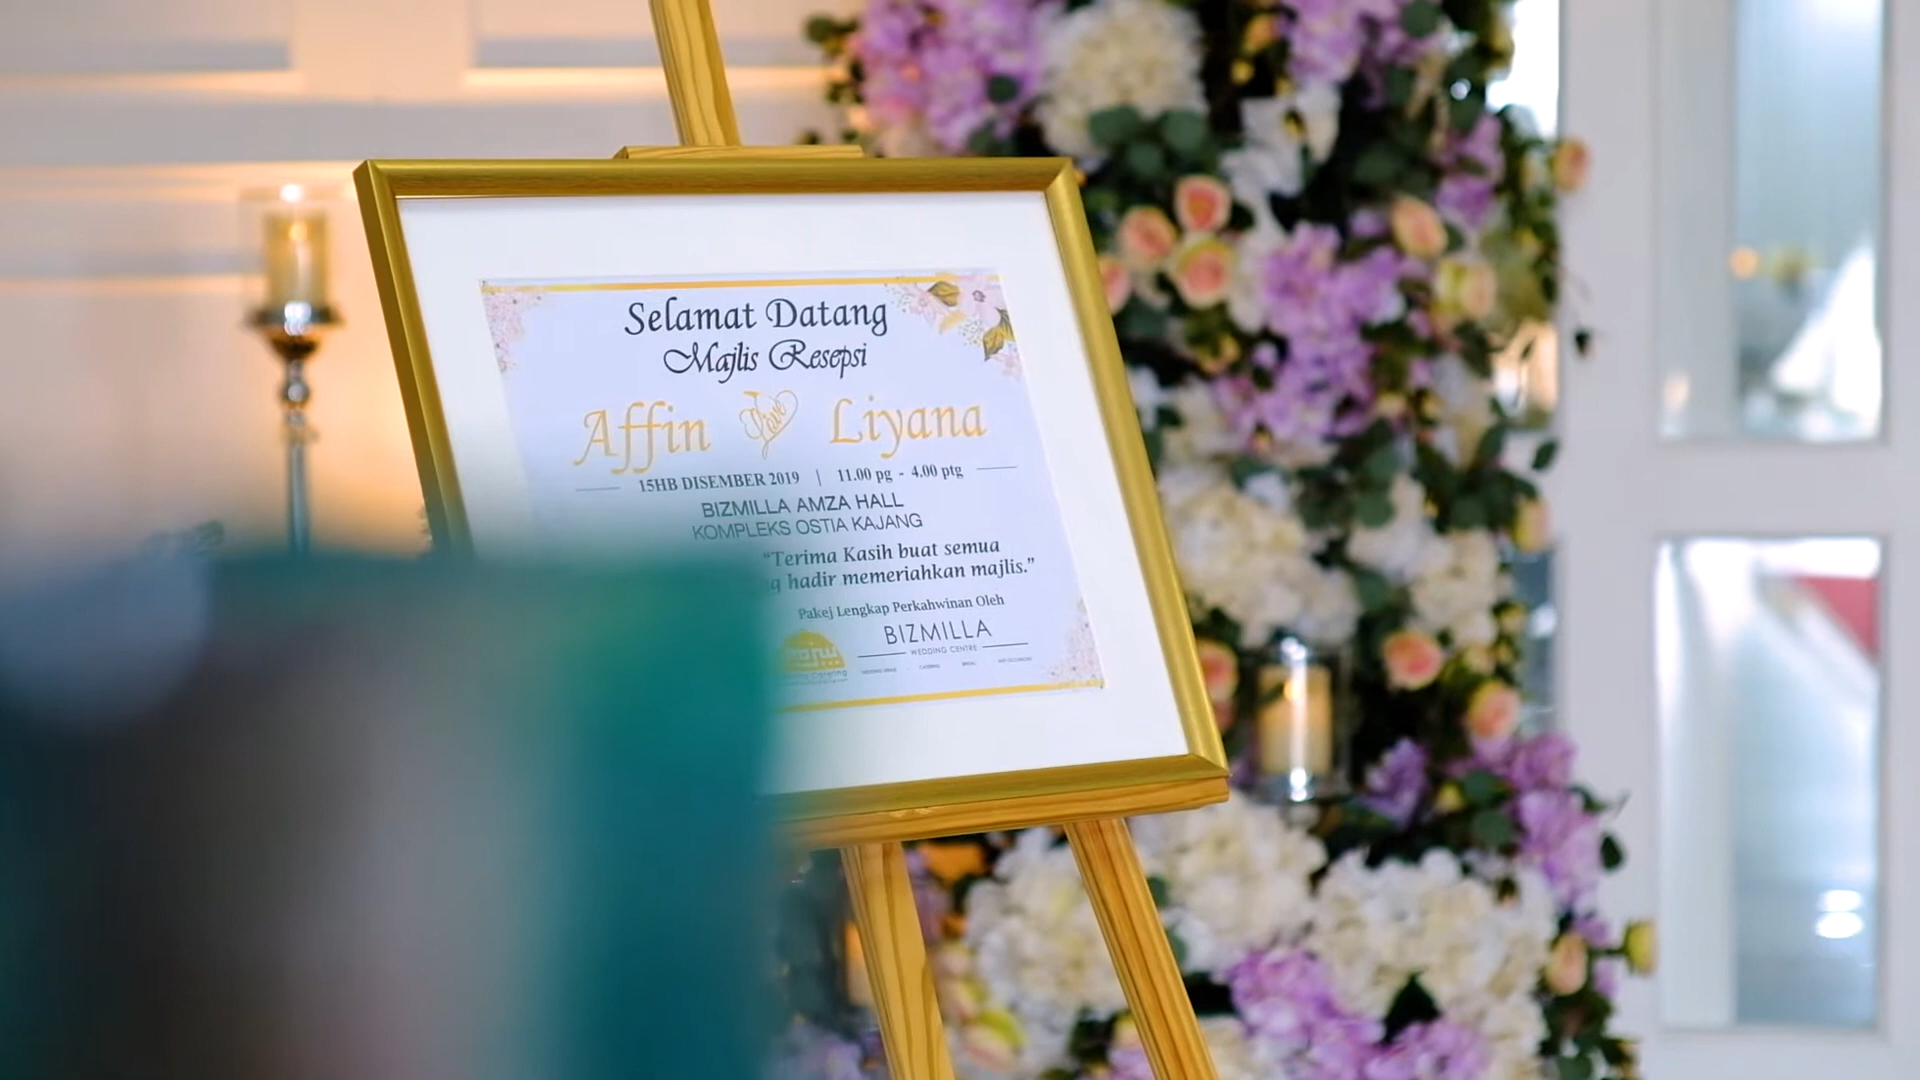 Selamat Datang
Majlis Resepsi
Affin Love Liyana
15HB DISEMBER 2019 | 11.00 pg - 4.00 ptg
BIZMILLA AMZA HALL
KOMPLEKS OSTIA KAJANG
"Terima Kasih buat semua
hadir memeriahkan majlis."
Pakej Lengkap Perkahwinan Oleh
BIZMILLA
WEDDING CENTRE